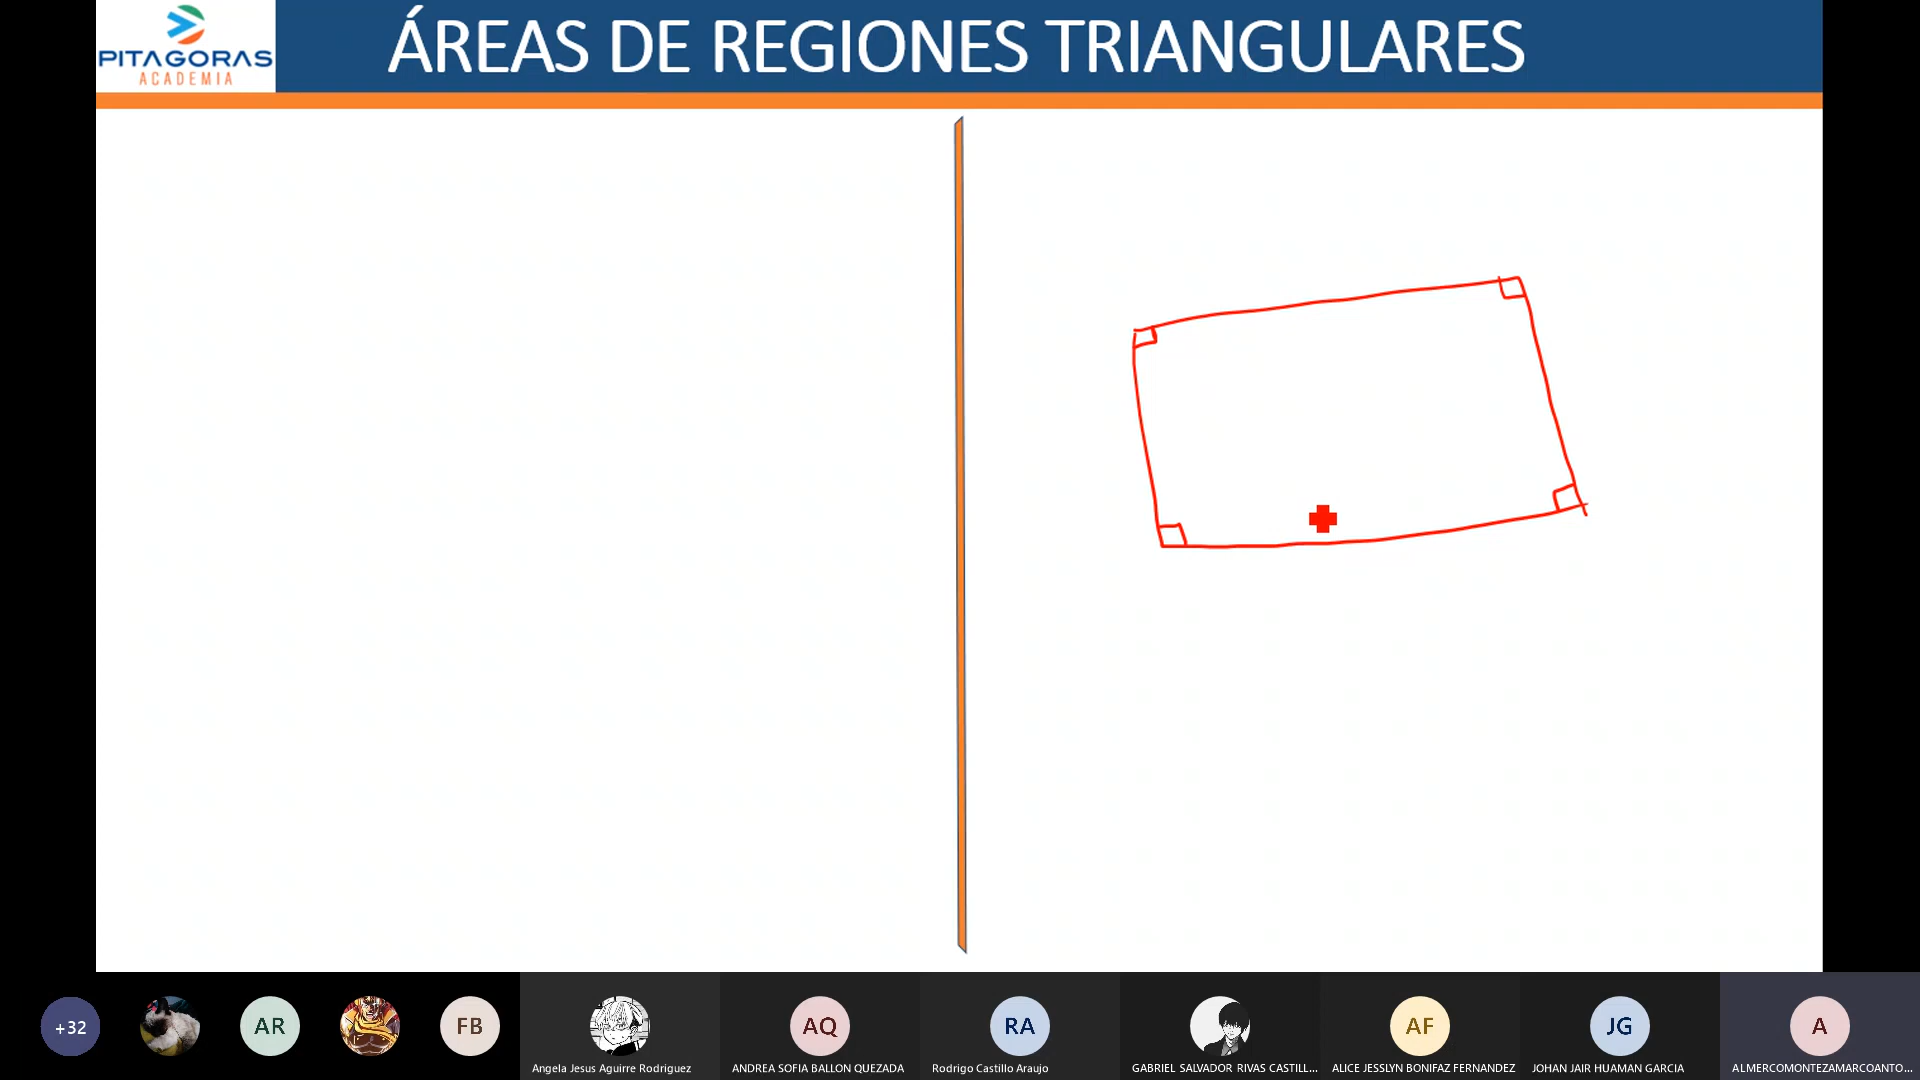 PITAGORAS
ACADEMIA
ÁREAS DE REGIONES TRIANGULARES
+32
AR
FB
Angela Jesus Aguirre Rodriguez
AQ
ANDREA SOFIA BALLON QUEZADA
RA
Rodrigo Castillo Araujo
GABRIEL SALVADOR RIVAS CASTILL...
AF
ALICE JESSLYN BONIFAZ FERNANDEZ
JG
JOHAN JAIR HUAMAN GARCIA
A
ALMERCOMONTEZAMARCOANTO...